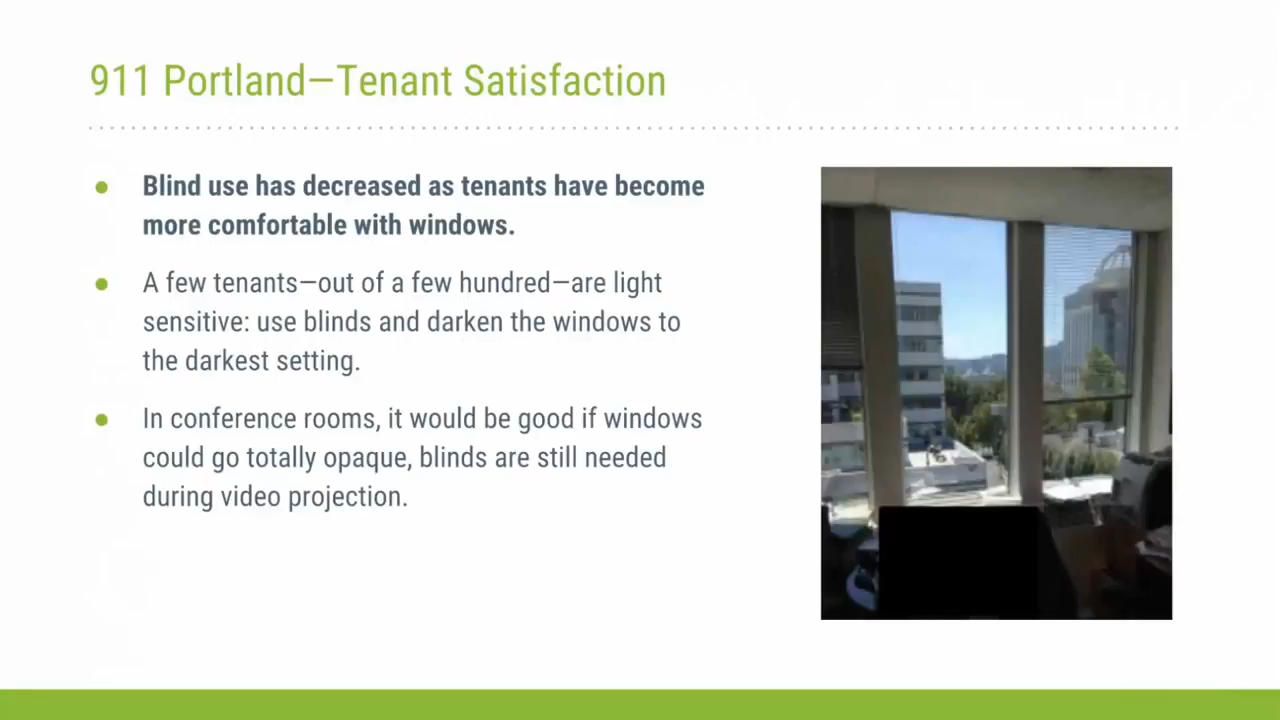 911 Portland—Tenant Satisfaction
Blind use has decreased as tenants have become
more comfortable with windows.
A few tenants—out of a few hundred—are light
sensitive: use blinds and darken the windows to
the darkest setting.
In conference rooms, it would be good if windows
could go totally opaque, blinds are still needed
during video projection.